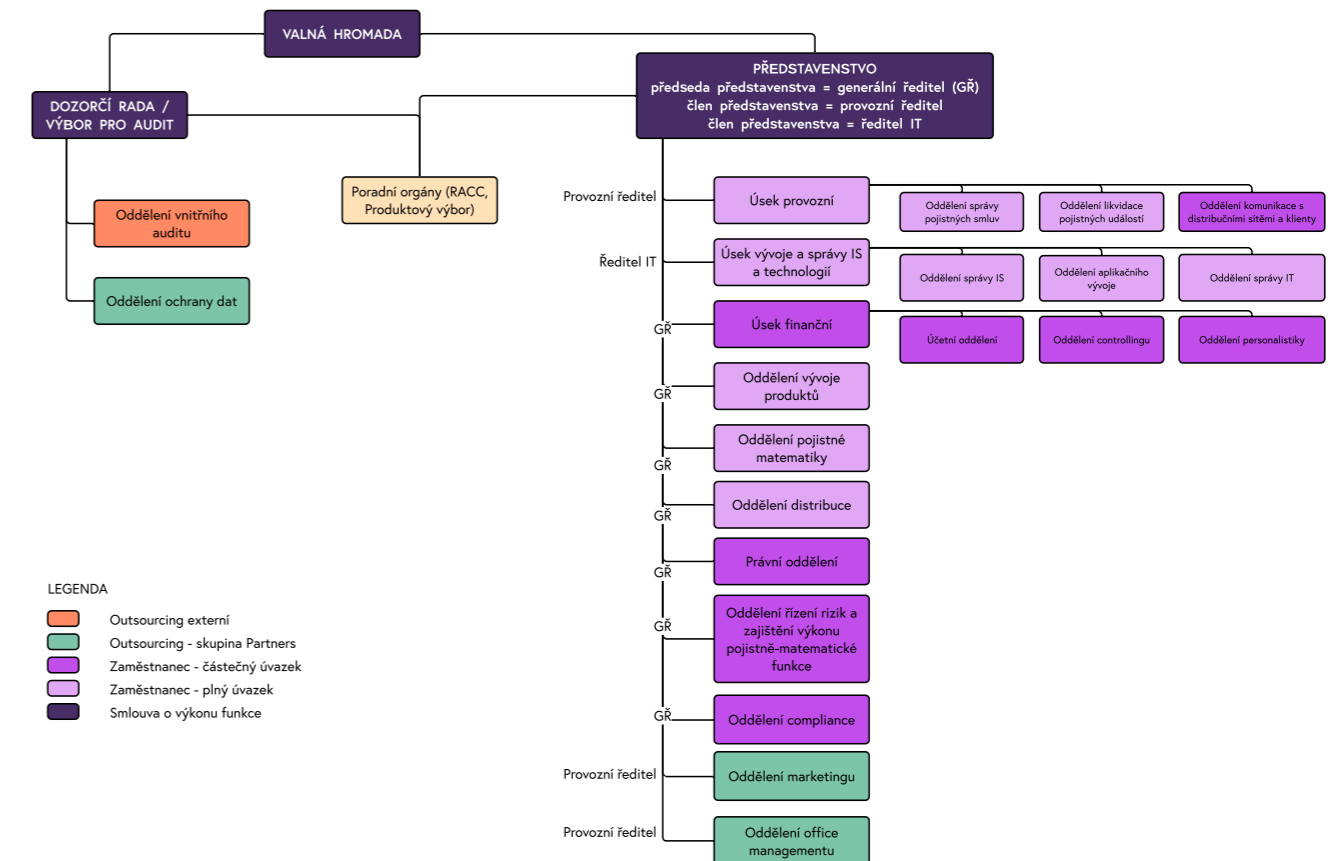 VALNÁ HROMADA
PŘEDSTAVENSTVO
předseda představenstva = generální ředitel (GŘ)
člen představenstva = provozní ředitel
člen představenstva = ředitel IT
DOZORČÍ RADA /
VÝBOR PRO AUDIT
Poradní orgány (RACC,
Produktový výbor)
Oddělení vnitřního
auditu
Oddělení ochrany dat
Provozní ředitel
Úsek provozní
Oddělení správy
pojistných smluv
Oddělení likvidace
pojistných událostí
Oddělení komunikace s
distribučními sítěmi a klienty
Ředitel IT
Úsek vývoje a správy IS
a technologií
Oddělení správy IS
Oddělení aplikačního
vývoje
Oddělení správy IT
GŘ
Úsek finanční
Účetní oddělení
Oddělení controllingu
Oddělení personalistiky
GŘ
Oddělení vývoje
produktů
GŘ
Oddělení pojistné
matematiky
GŘ
Oddělení distribuce
GŘ
Právní oddělení
GŘ
Oddělení řízení rizik a
zajištění výkonu
pojistně-matematické
funkce
GŘ
Oddělení compliance
Provozní ředitel
Oddělení marketingu
Provozní ředitel
Oddělení office
managementu
LEGENDA
Outsourcing externí
Outsourcing - skupina Partners
Zaměstnanec - částečný úvazek
Zaměstnanec - plný úvazek
Smlouva o výkonu funkce